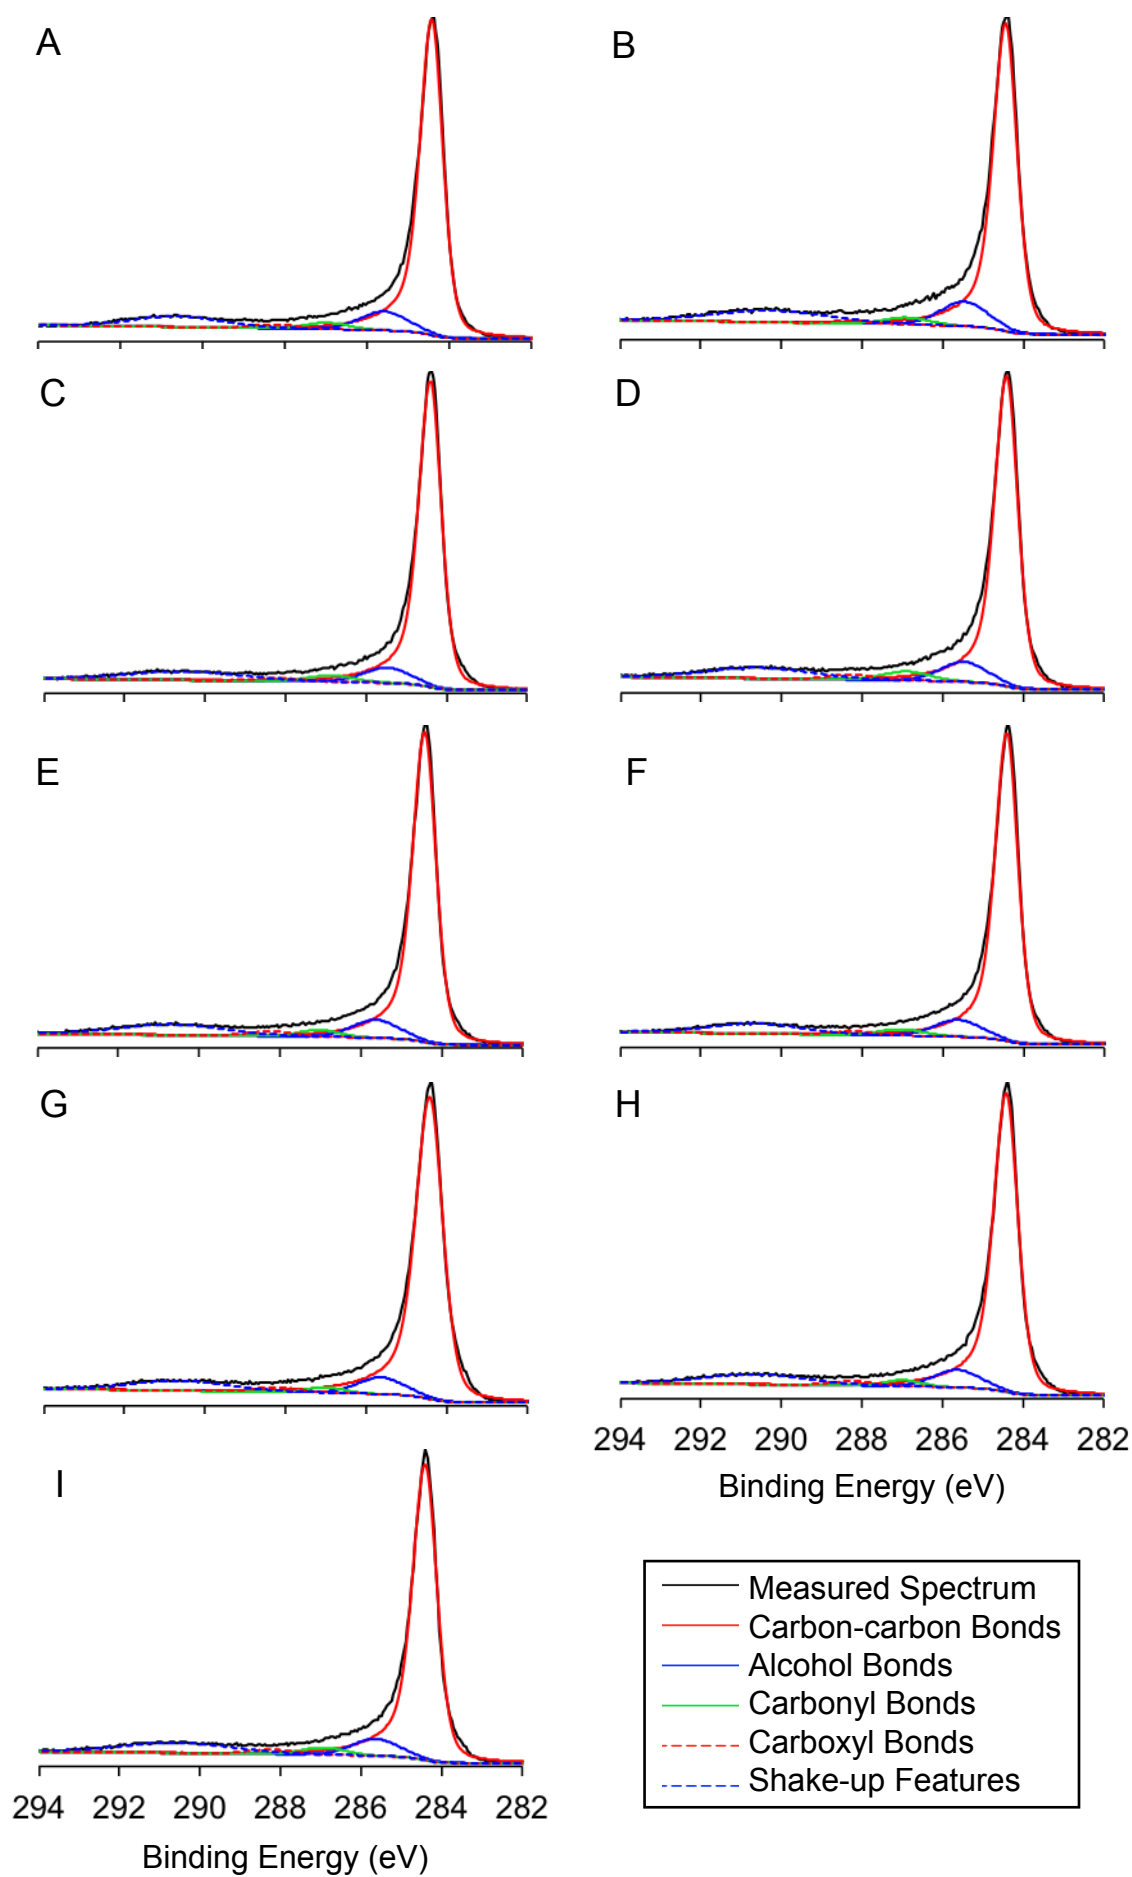 A
B
C
D
E
F
G
H
294 292 290 288 286 284 282
Binding Energy (eV)
I
294 292 290 288 286 284 282
Binding Energy (eV)
Measured Spectrum
Carbon-carbon Bonds
Alcohol Bonds
Carbonyl Bonds
Carboxyl Bonds
Shake-up Features